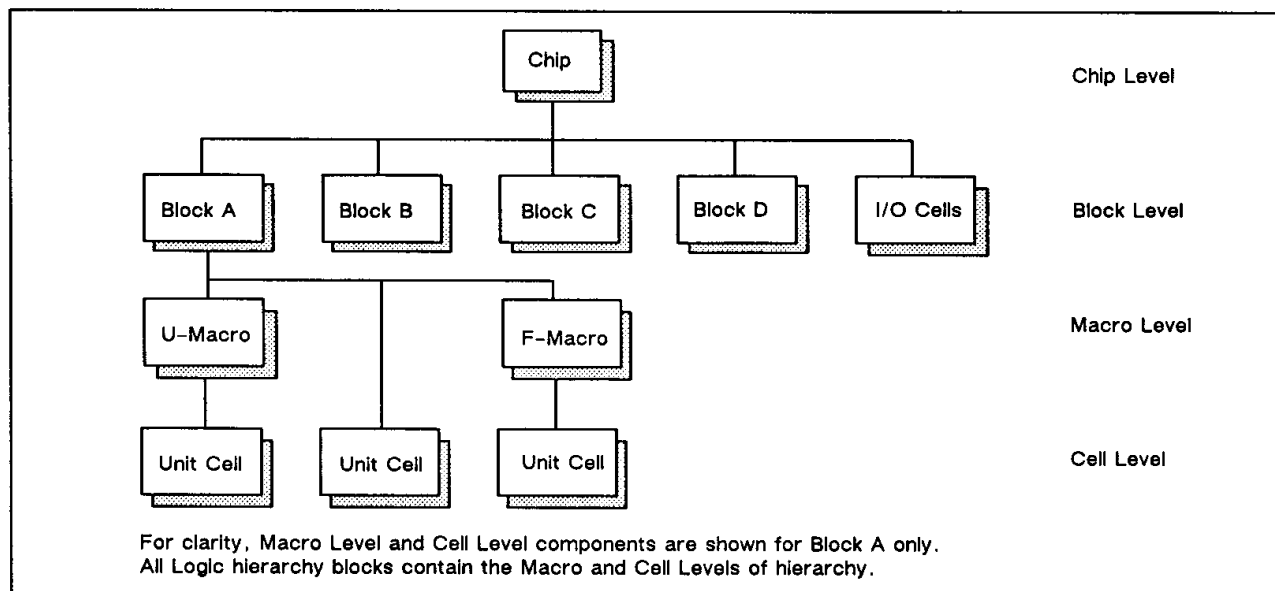 Chip
Chip Level
Block A
Block B
Block C
Block D
I/O Cells
Block Level
U-Macro
F-Macro
Macro Level
Unit Cell
Unit Cell
Unit Cell
Cell Level
For clarity, Macro Level and Cell Level components are shown for Block A only.
All Logic hierarchy blocks contain the Macro and Cell Levels of hierarchy.